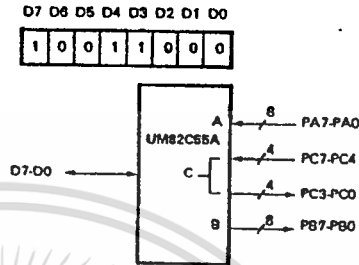 D7 D6 D5 D4 D3 D2 D1 D0
1 0 0 1 1 0 0 0
A
8
PA7-PA0
UM82C55A
4
PC7-PC4
D7-D0
C
4
PC3-PC0
B
8
PB7-PB0